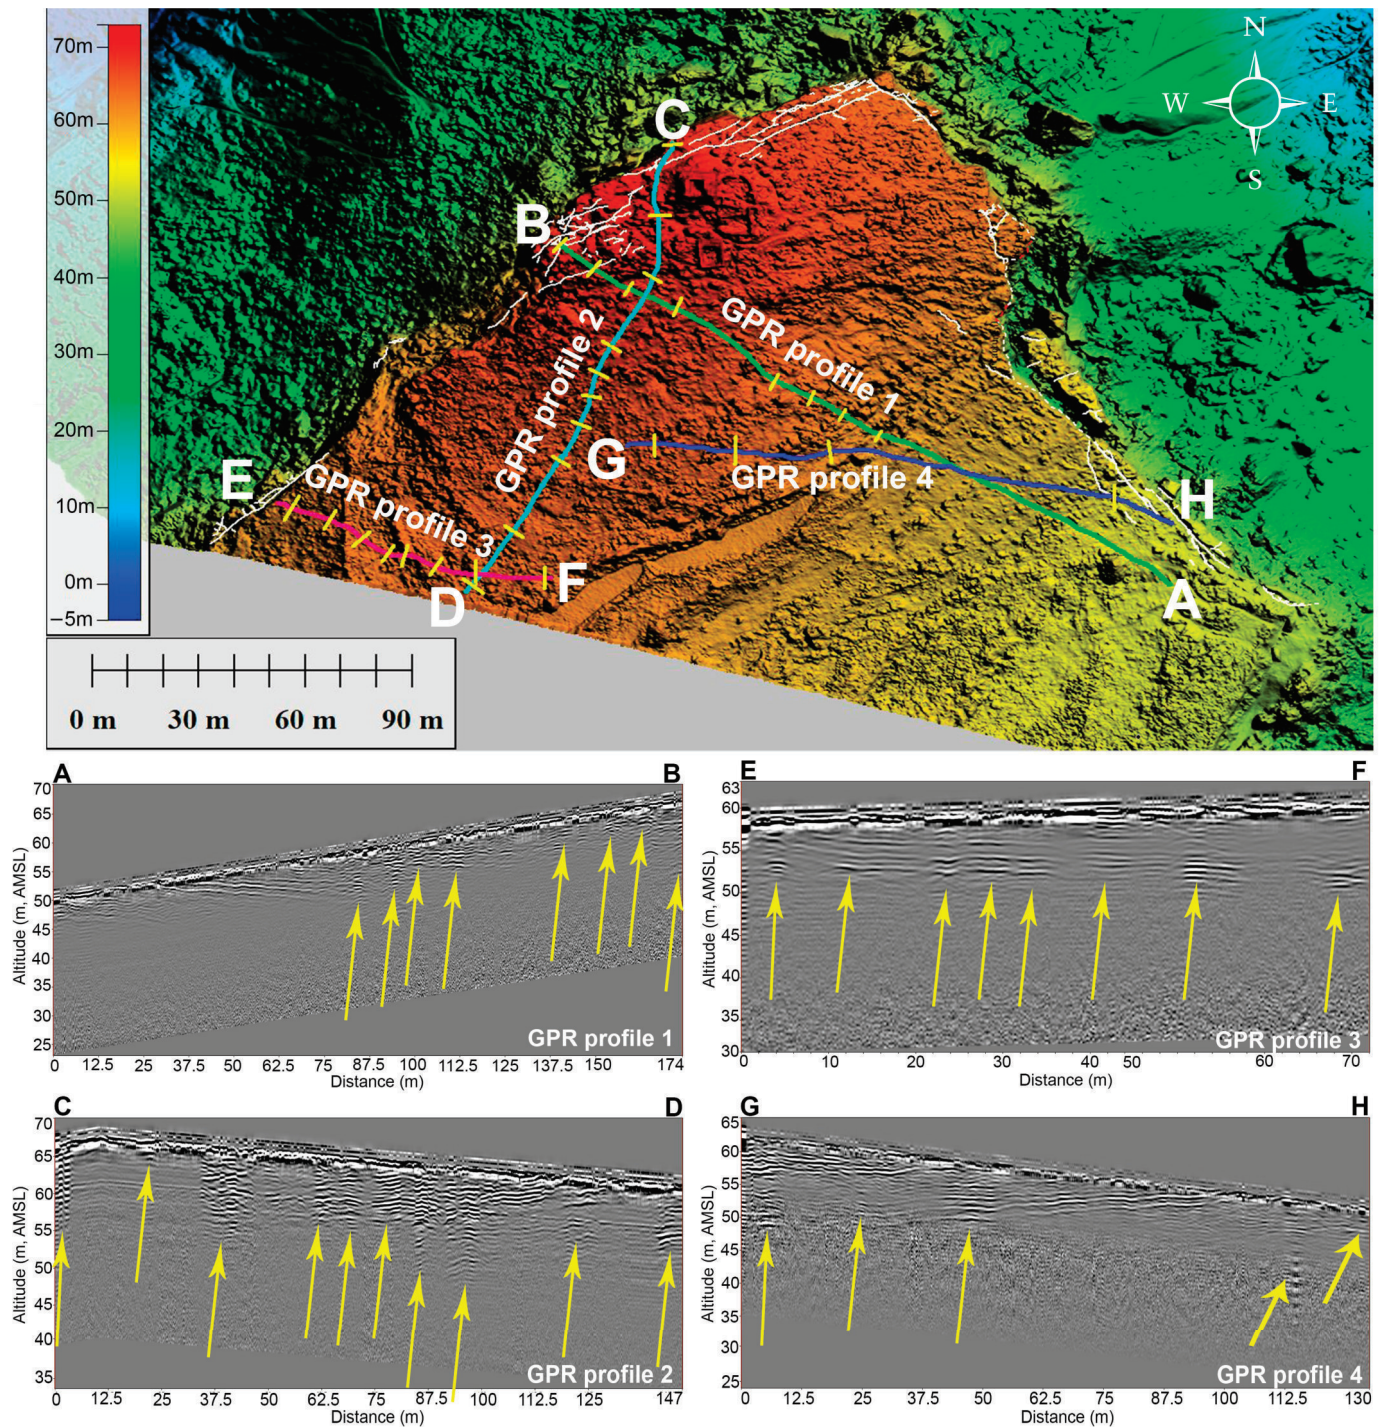 70m
60m
50m
40m
30m
20m
10m
0m
−5m
N
W E
S
C
B
GPR profile 1
GPR profile 2
G
GPR profile 4
E
GPR profile 3
H
F
D
A
0 m 30 m 60 m 90 m
A B
70
65
60
55
50
45
40
35
30
25
Altitude (m, AMSL)
GPR profile 1
0 12.5 25 37.5 50 62.5 75 87.5 100 112.5 137.5 150 174
Distance (m)
E F
63
60
55
50
45
40
35
30
Altitude (m, AMSL)
GPR profile 3
0 10 20 30 40 50 60 70
Distance (m)
C D
70
65
60
55
50
45
40
35
Altitude (m, AMSL)
GPR profile 2
0 12.5 25 37.5 50 62.5 75 87.5 100 112.5 125 147
Distance (m)
G H
65
60
55
50
45
40
35
30
25
Altitude (m, AMSL)
GPR profile 4
0 12.5 25 37.5 50 62.5 75 87.5 100 112.5 130
Distance (m)